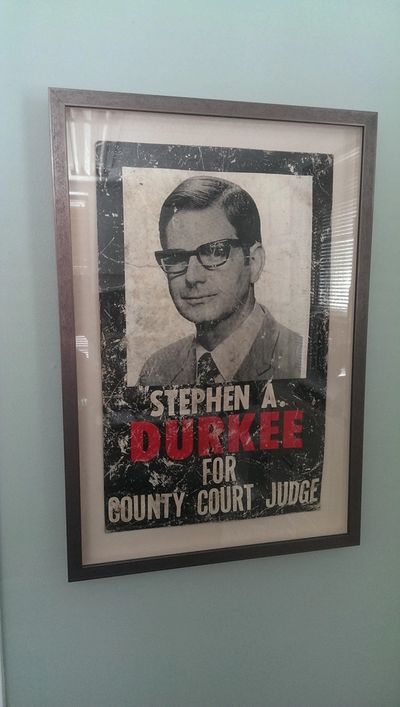 STEPHEN A.
DURKEE
FOR
COUNTY COURT JUDGE